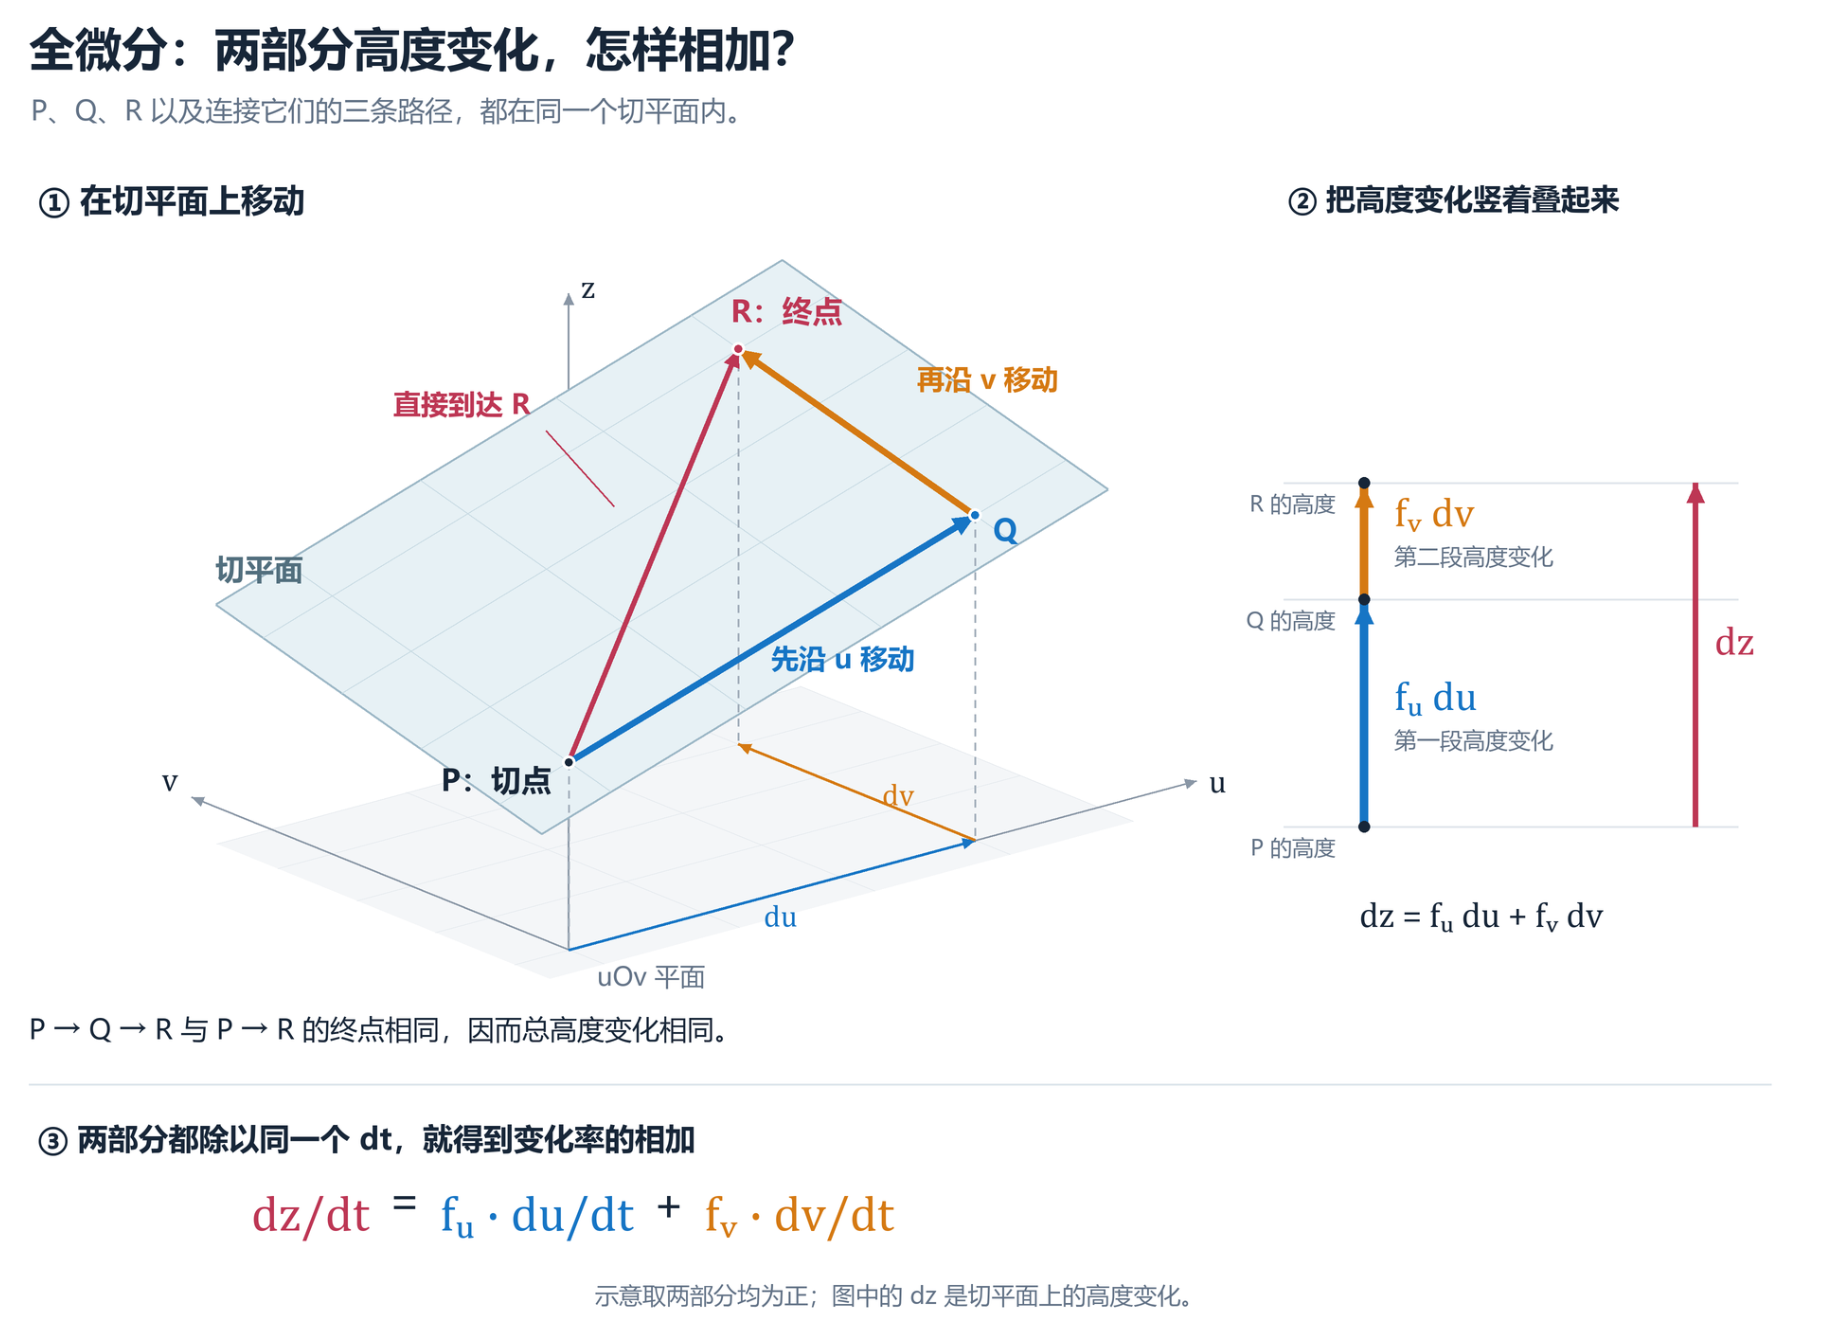 全微分：两部分高度变化，怎样相加？
P、Q、R 以及连接它们的三条路径，都在同一个切平面内。
① 在切平面上移动
z
R：终点
再沿 v 移动
直接到达 R
Q
切平面
先沿 u 移动
P：切点
v
u
dv
du
uOv 平面
② 把高度变化竖着叠起来
R 的高度
f_v dv
第二段高度变化
Q 的高度
dz
f_u du
第一段高度变化
P 的高度
dz = f_u du + f_v dv
P → Q → R 与 P → R 的终点相同，因而总高度变化相同。
③ 两部分都除以同一个 dt，就得到变化率的相加
dz/dt = f_u · du/dt + f_v · dv/dt
示意取两部分均为正；图中的 dz 是切平面上的高度变化。